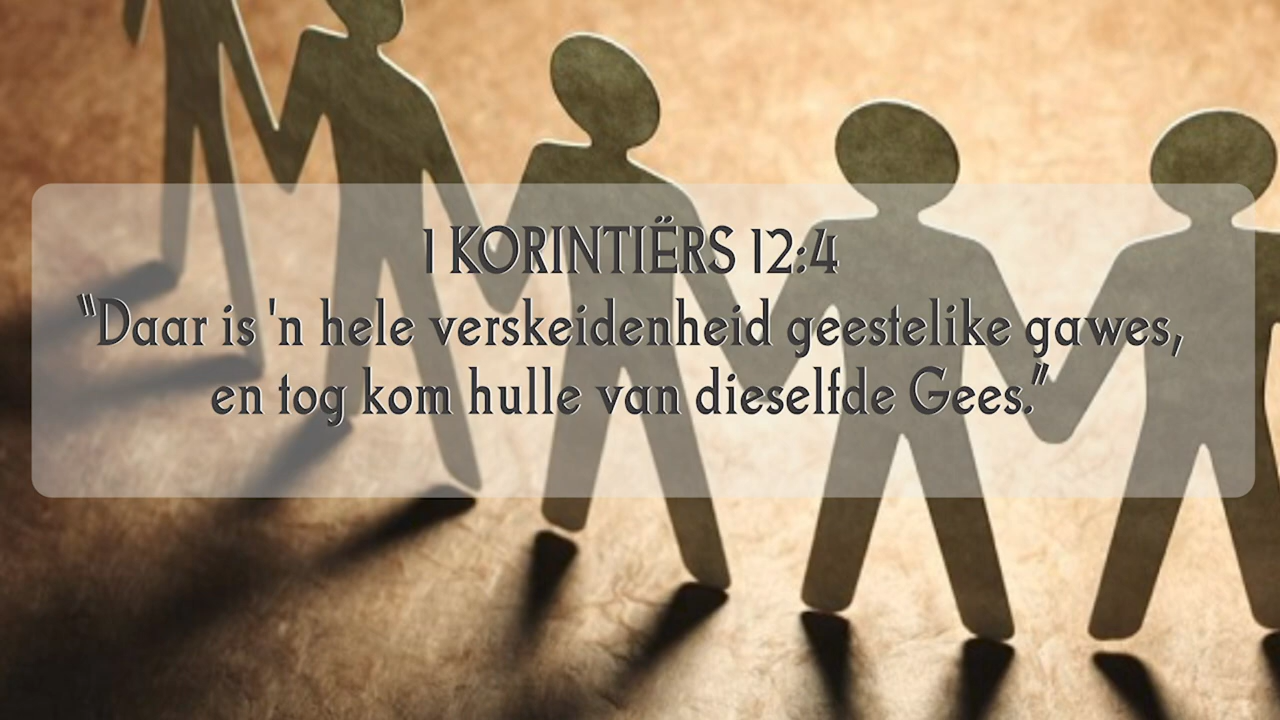 1 KORINTIËRS 12:4
"Daar is 'n hele verskeidenheid geestelike gawes,
en tog kom hulle van dieselfde Gees."